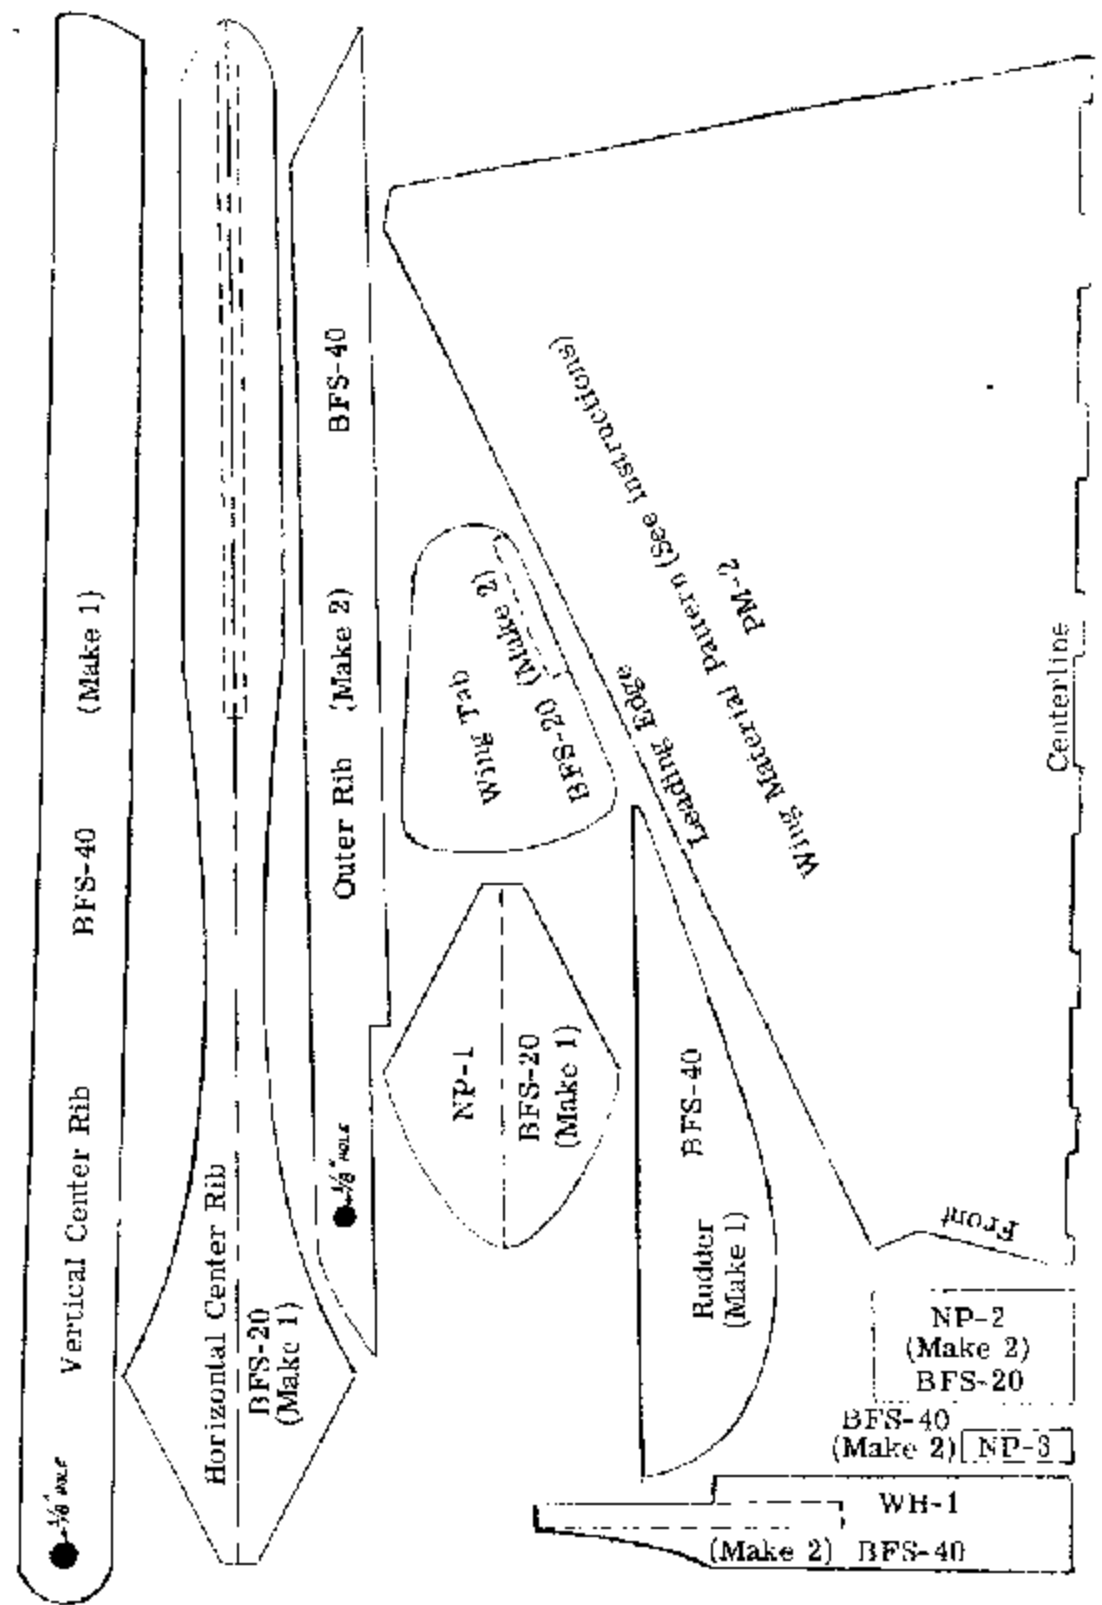 Vertical Center Rib
BFS-40
(Make 1)
1/8" HOLE
Horizontal Center Rib
BFS-20
(Make 1)
Outer Rib
(Make 2)
BFS-40
1/8" HOLE
Wing Tab
BFS-20 (Make 2)
NP-1
BFS-20
(Make 1)
Leading Edge
Wing Material Pattern (See Instructions)
PM-2
Centerline
Front
Rudder
(Make 1)
BFS-40
NP-2
(Make 2)
BFS-20
BFS-40
(Make 2) NP-3
WH-1
(Make 2) BFS-40